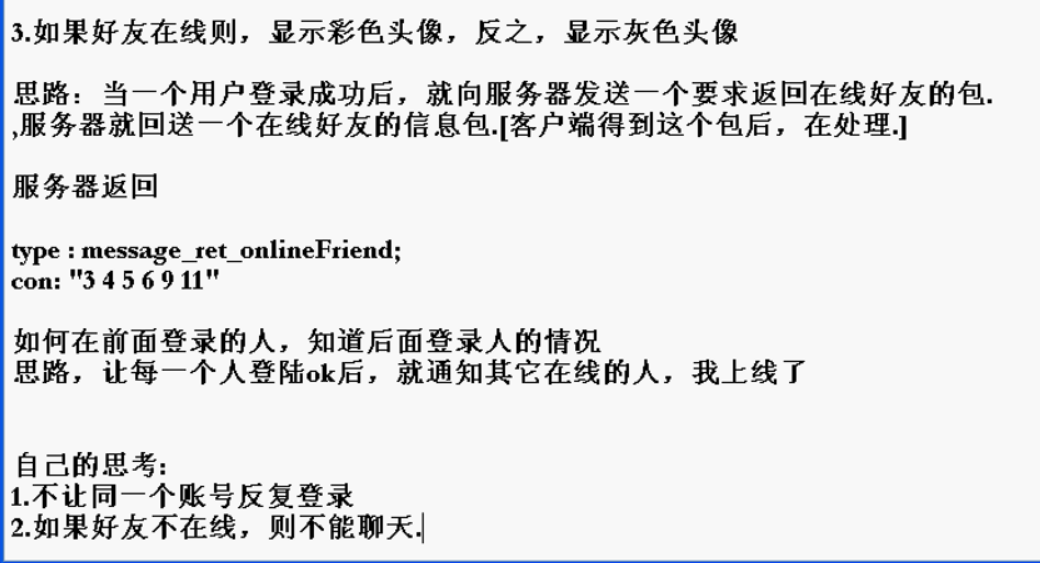 3.如果好友在线则，显示彩色头像，反之，显示灰色头像
思路：当一个用户登录成功后，就向服务器发送一个要求返回在线好友的包.
,服务器就回送一个在线好友的信息包.[客户端得到这个包后，在处理.]
服务器返回
type : message_ret_onlineFriend;
con: "3 4 5 6 9 11"
如何在前面登录的人，知道后面登录人的情况
思路，让每一个人登陆ok后，就通知其它在线的人，我上线了
自己的思考：
1.不让同一个账号反复登录
2.如果好友不在线，则不能聊天.